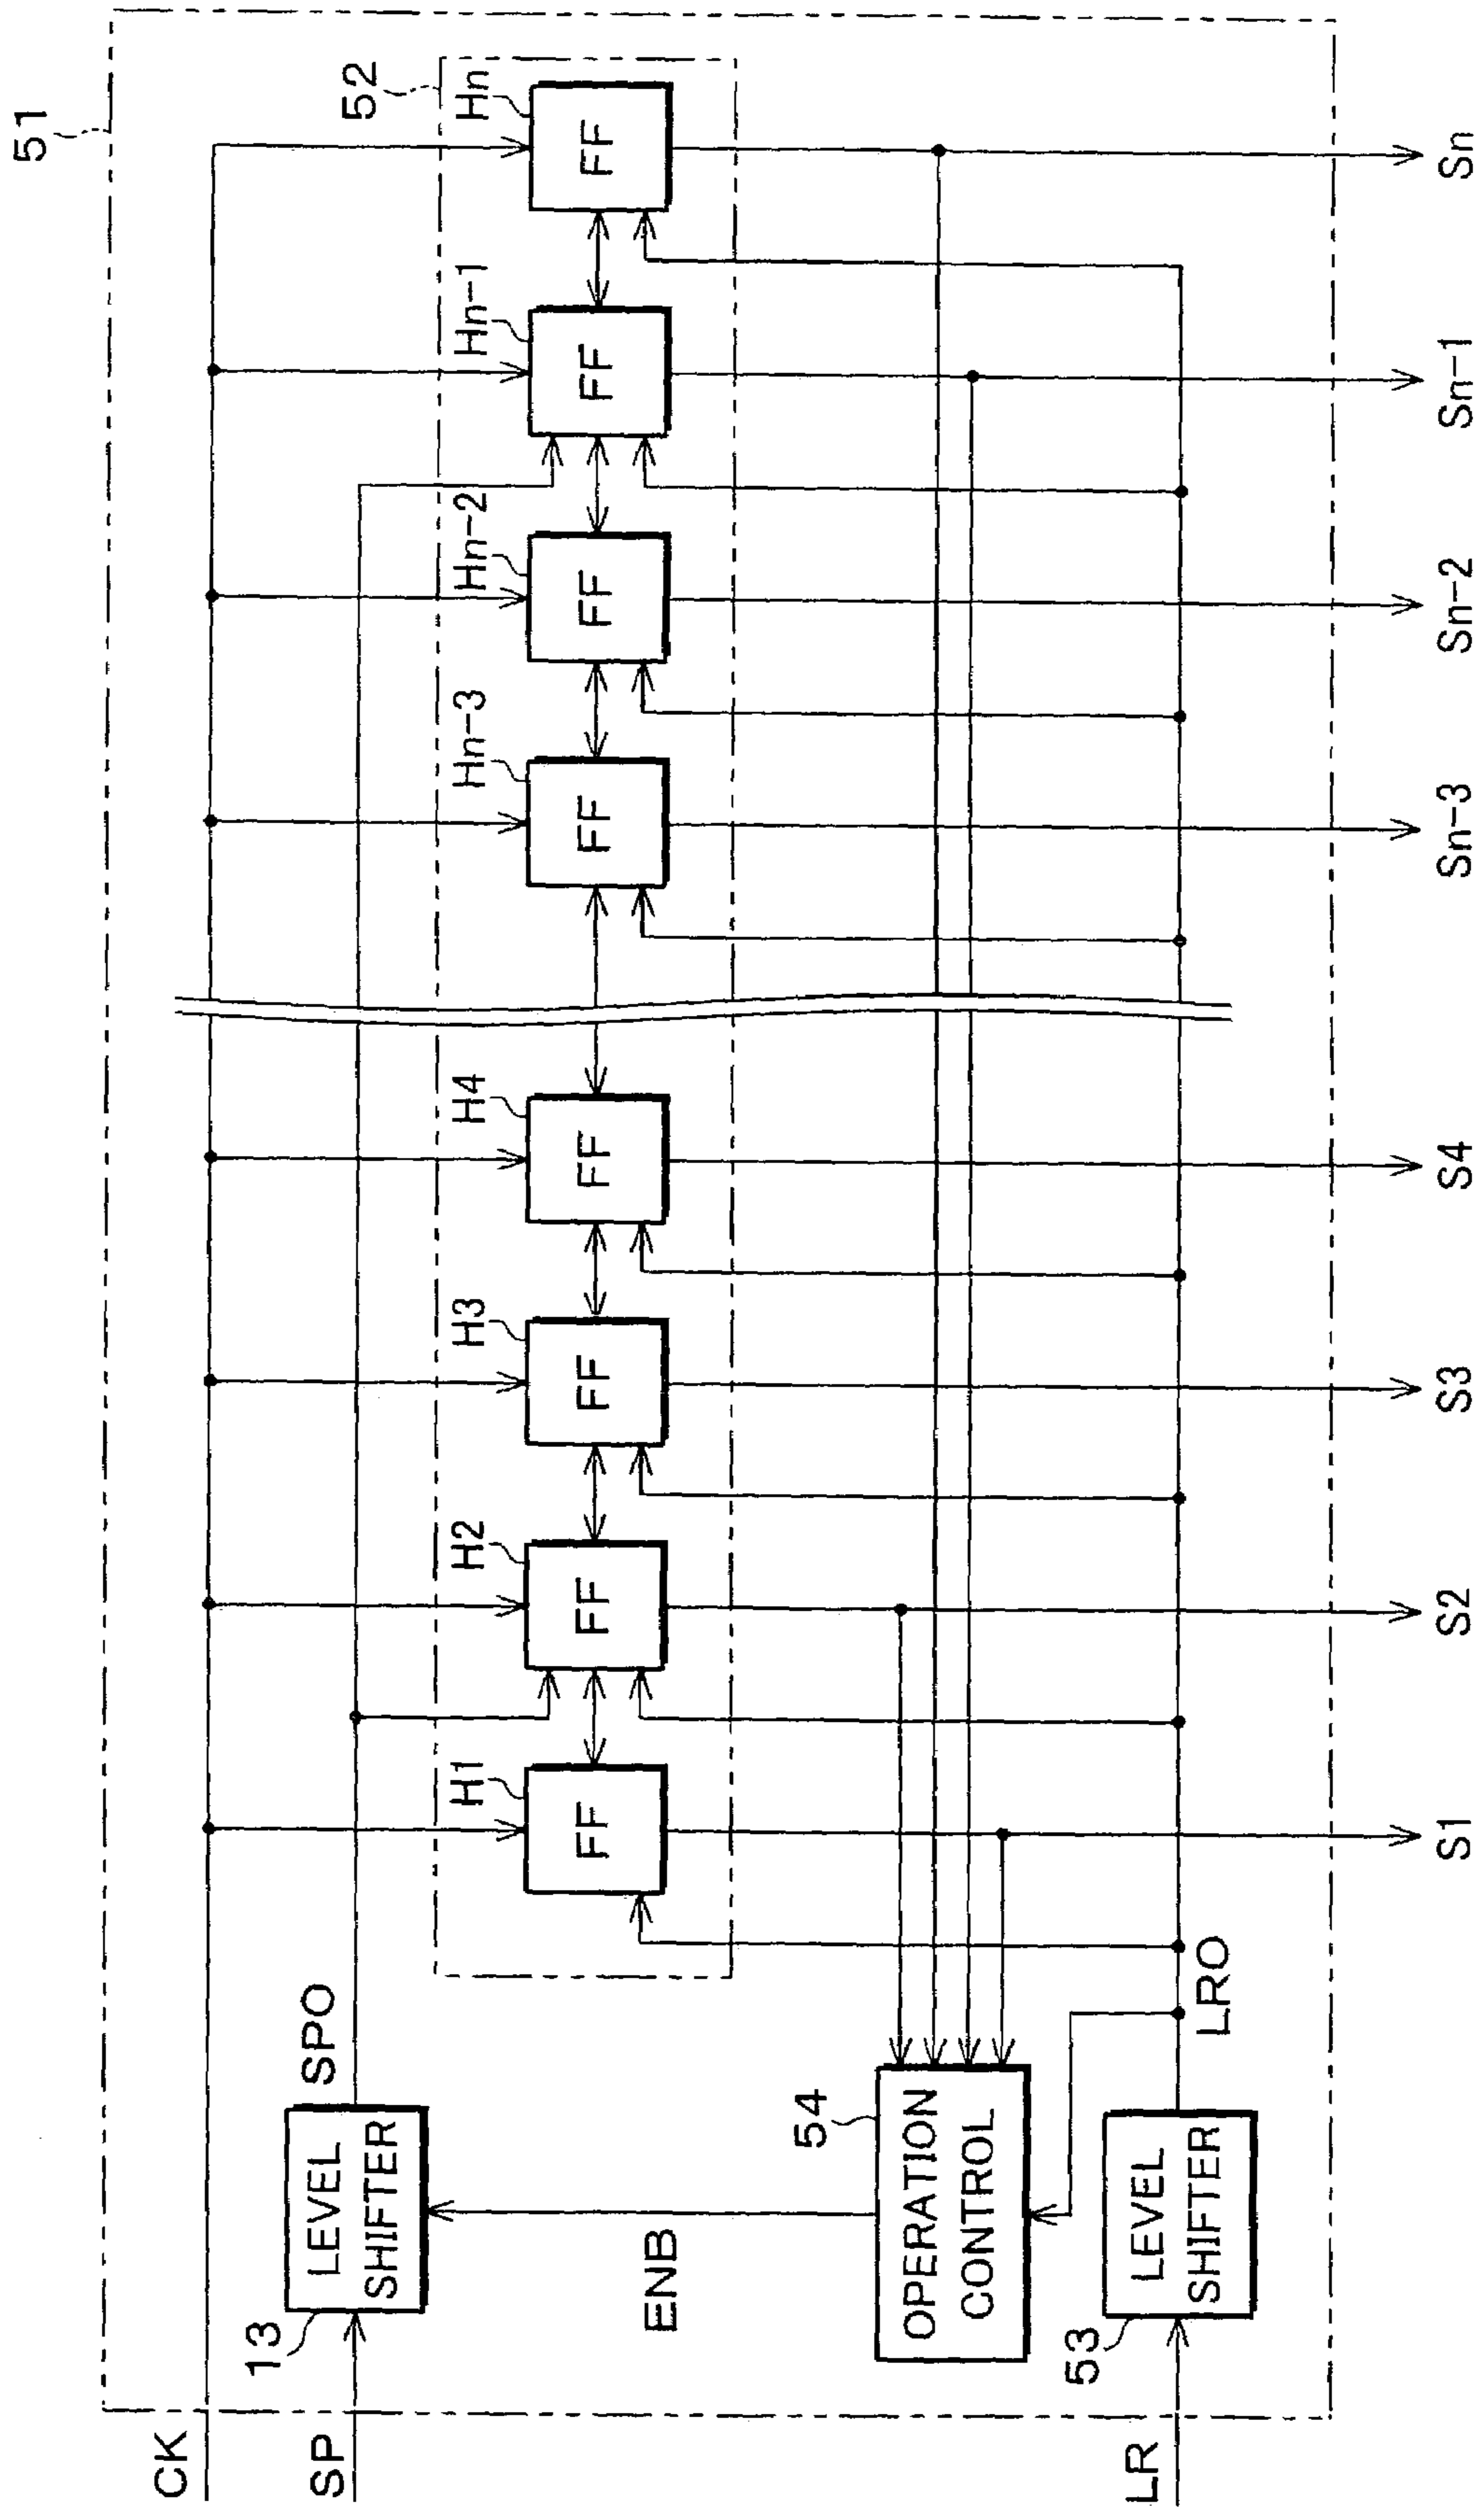 51
52
CK
SP
13
LEVEL
SHIFTER
SPO
H1
H2
H3
H4
Hn-3
Hn-2
Hn-1
Hn
FF
FF
FF
FF
FF
FF
FF
FF
ENB
54
OPERATION
CONTROL
LR
53
LEVEL
SHIFTER
LRO
S1
S2
S3
S4
Sn-3
Sn-2
Sn-1
Sn